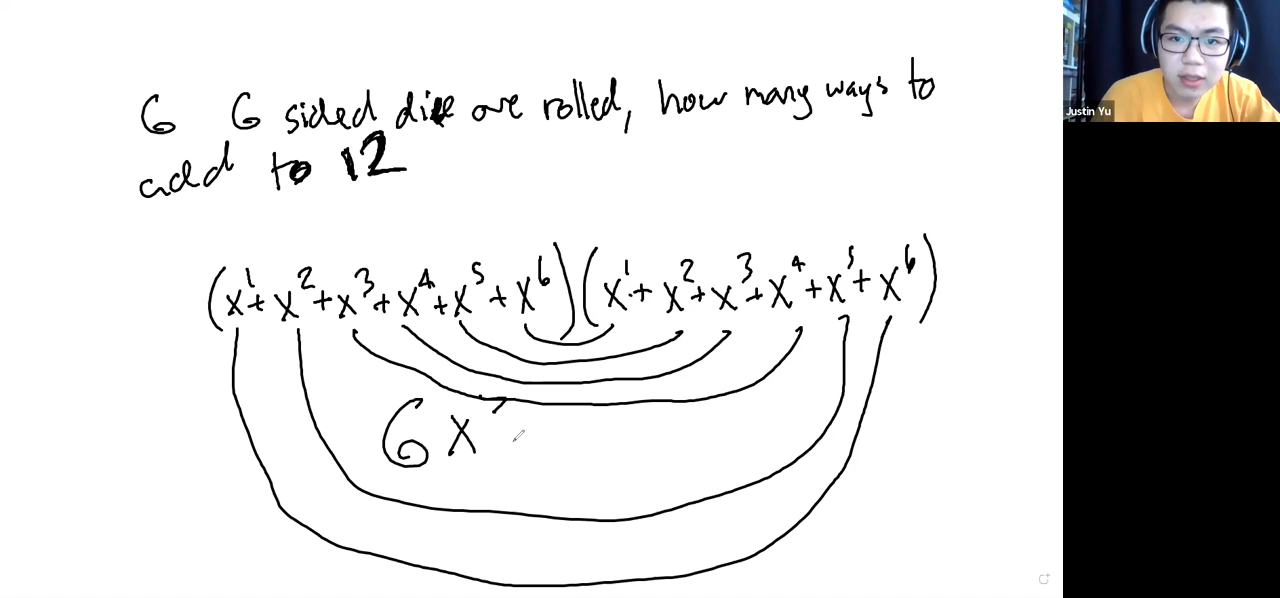 6 6 sided dice are rolled, how many ways to
add to 12
(x¹+x²+x³+x⁴+x⁵+x⁶)(x¹+x²+x³+x⁴+x⁵+x⁶)
6x⁷
Justin Yu